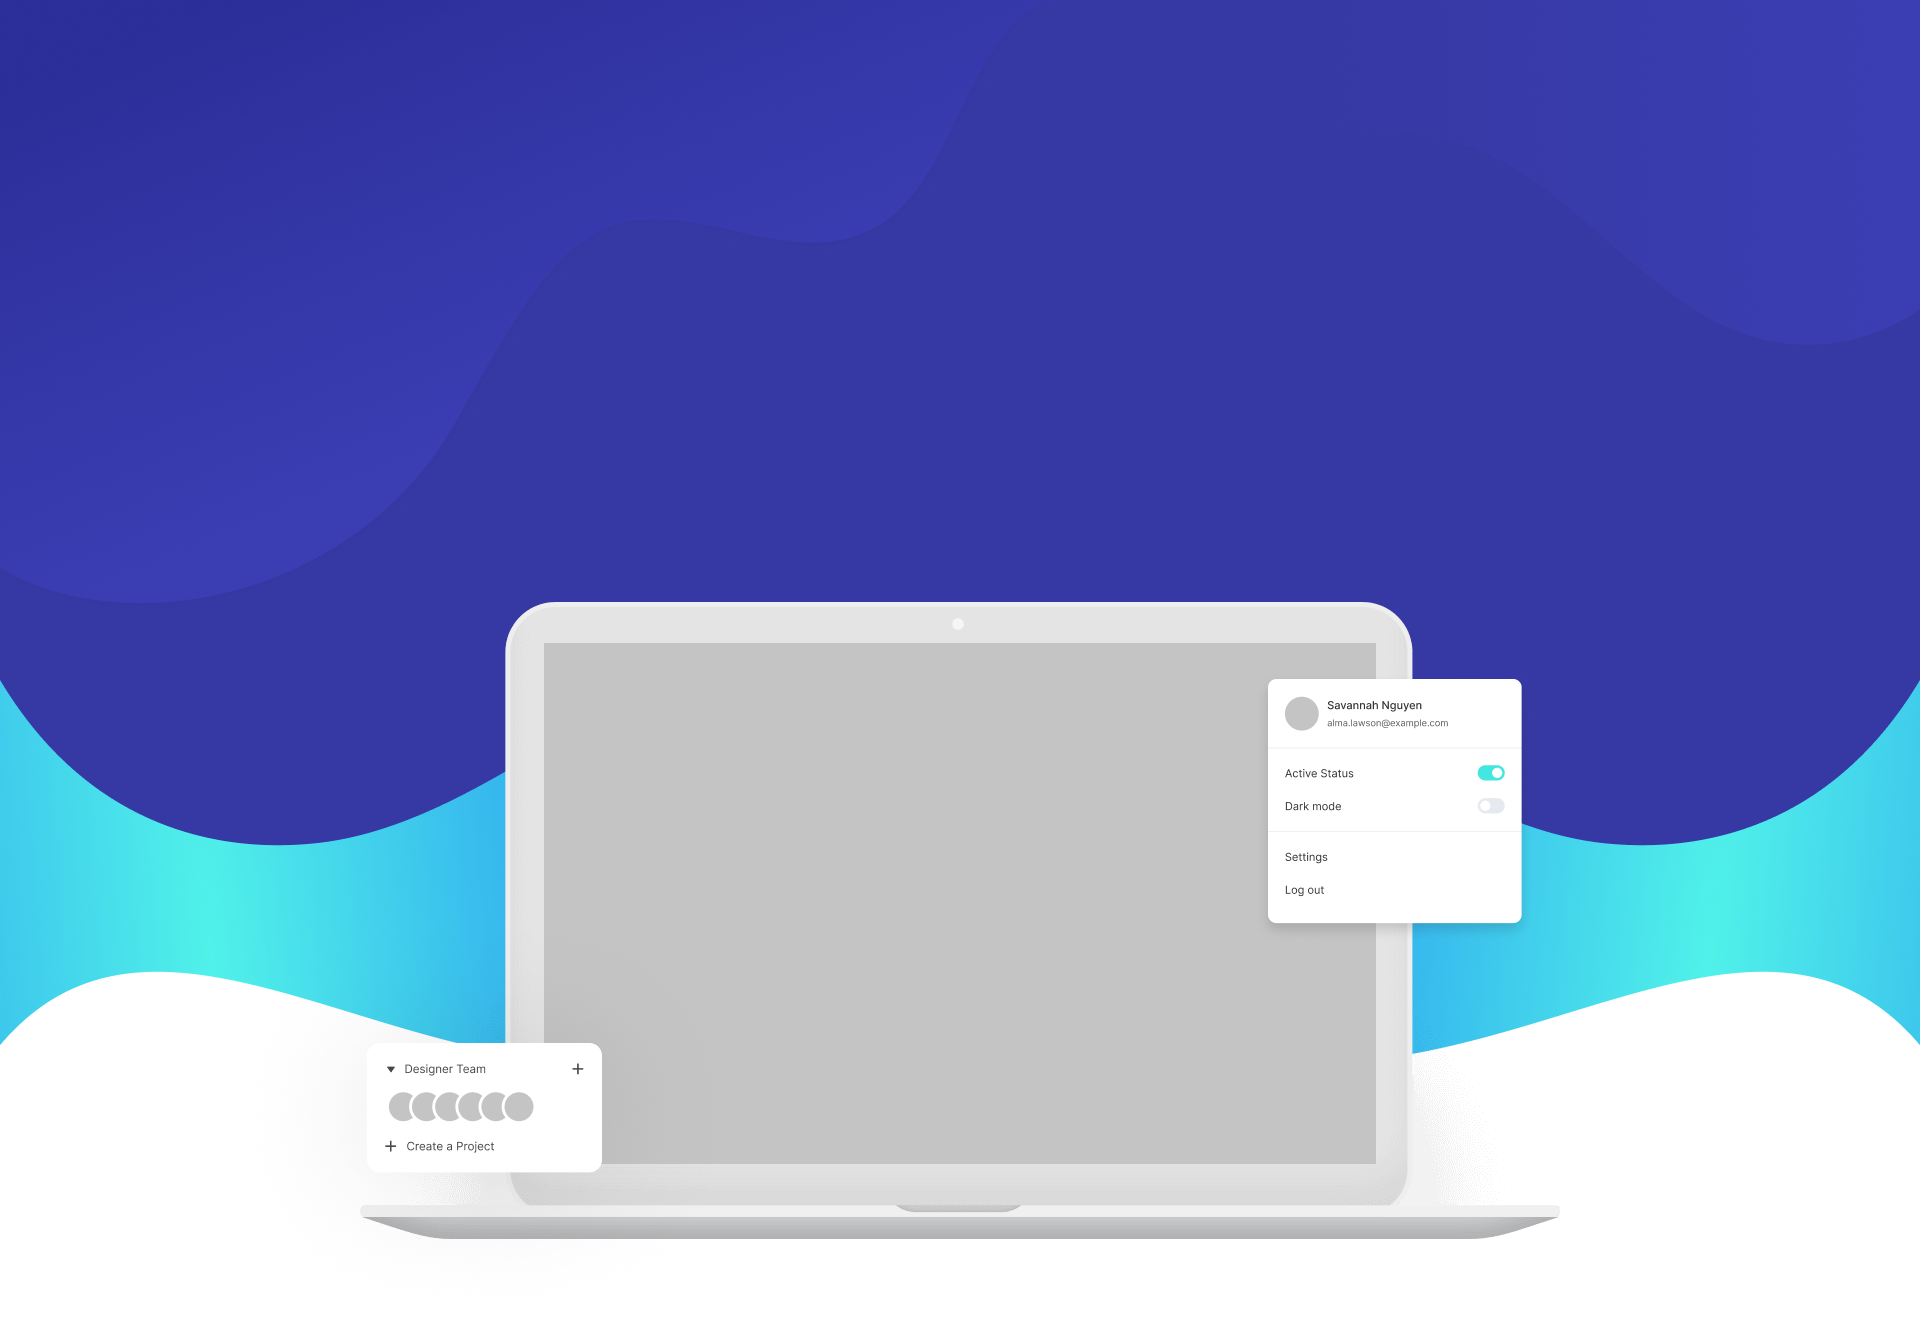 Savannah Nguyen
alma.lawson@example.com
Active Status
Dark mode
Settings
Log out
Designer Team
Create a Project